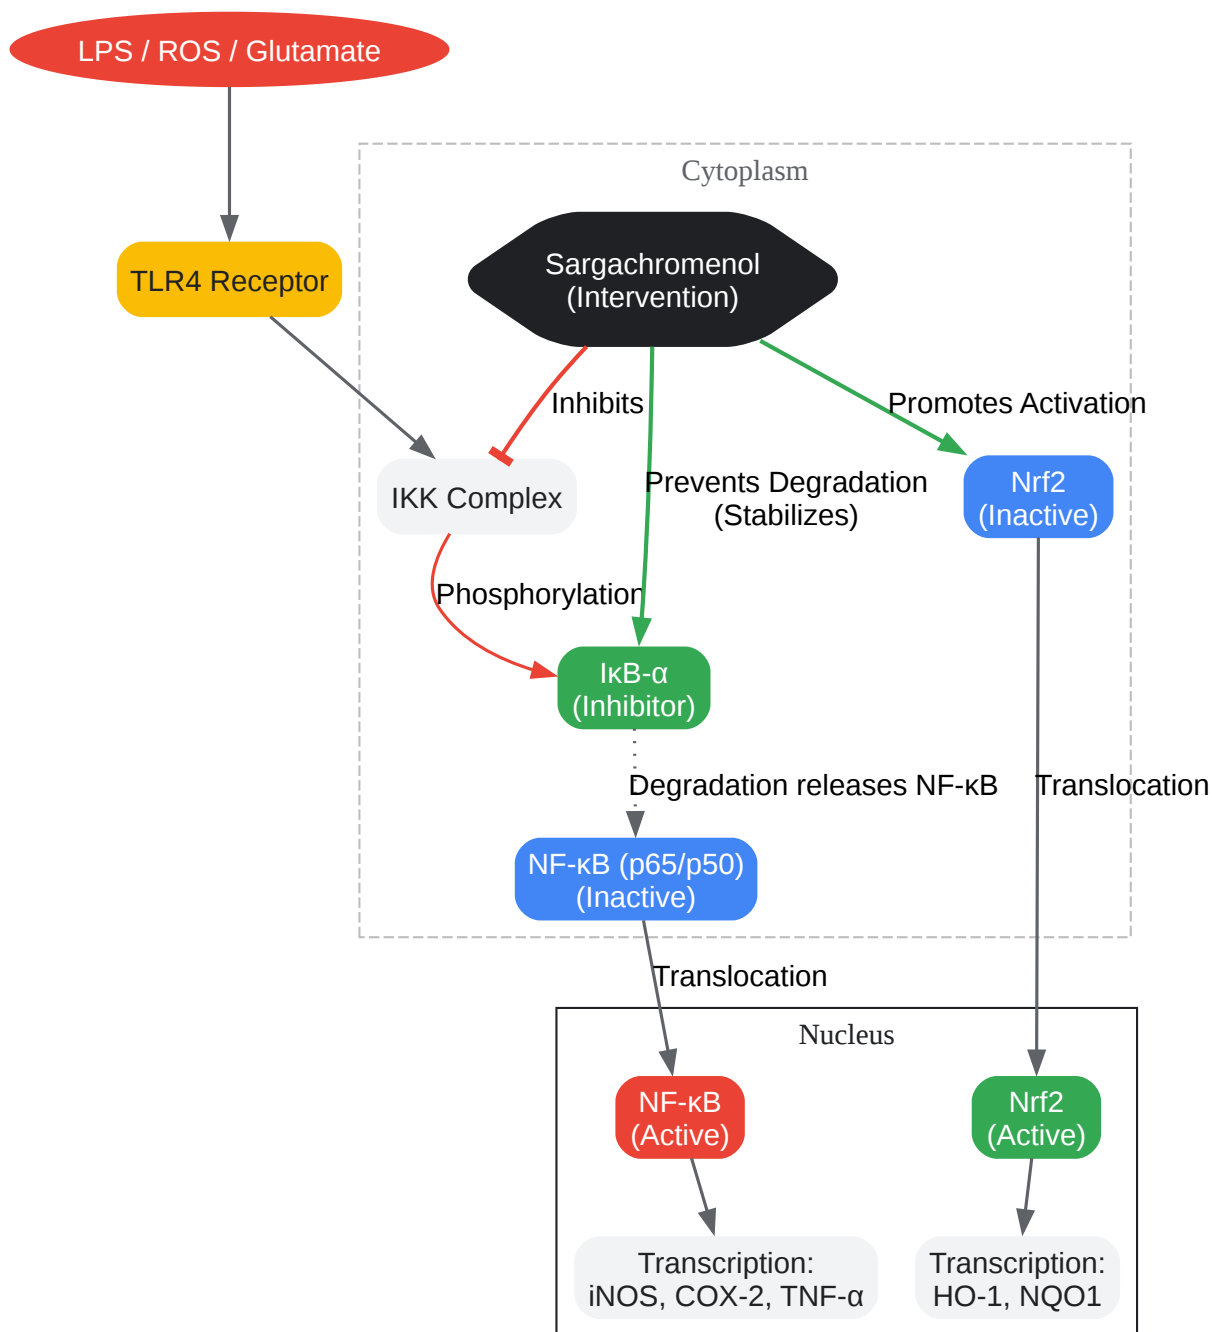 LPS / ROS / Glutamate
Cytoplasm
Sargachromenol
(Intervention)
TLR4 Receptor
Inhibits
Promotes Activation
Prevents Degradation
(Stabilizes)
IKK Complex
Nrf2
(Inactive)
Phosphorylation
IκB-α
(Inhibitor)
Degradation releases NF-κB
Translocation
NF-κB (p65/p50)
(Inactive)
Translocation
Nucleus
NF-κB
(Active)
Nrf2
(Active)
Transcription:
iNOS, COX-2, TNF-α
Transcription:
HO-1, NQO1